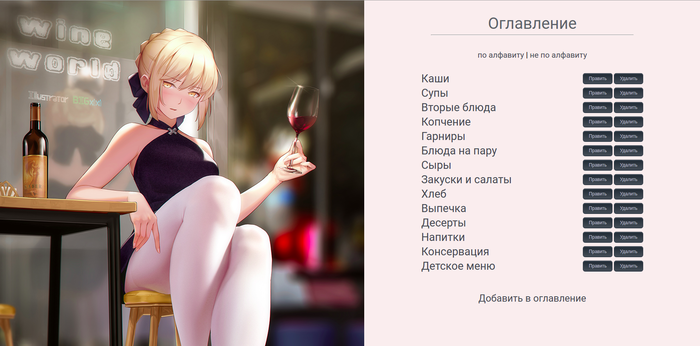 wine
world
Illustrator
Оглавление
по алфавиту | не по алфавиту
Каши Править Удалить
Супы Править Удалить
Вторые блюда Править Удалить
Копчение Править Удалить
Гарниры Править Удалить
Блюда на пару Править Удалить
Сыры Править Удалить
Закуски и салаты Править Удалить
Хлеб Править Удалить
Выпечка Править Удалить
Десерты Править Удалить
Напитки Править Удалить
Консервация Править Удалить
Детское меню Править Удалить
Добавить в оглавление